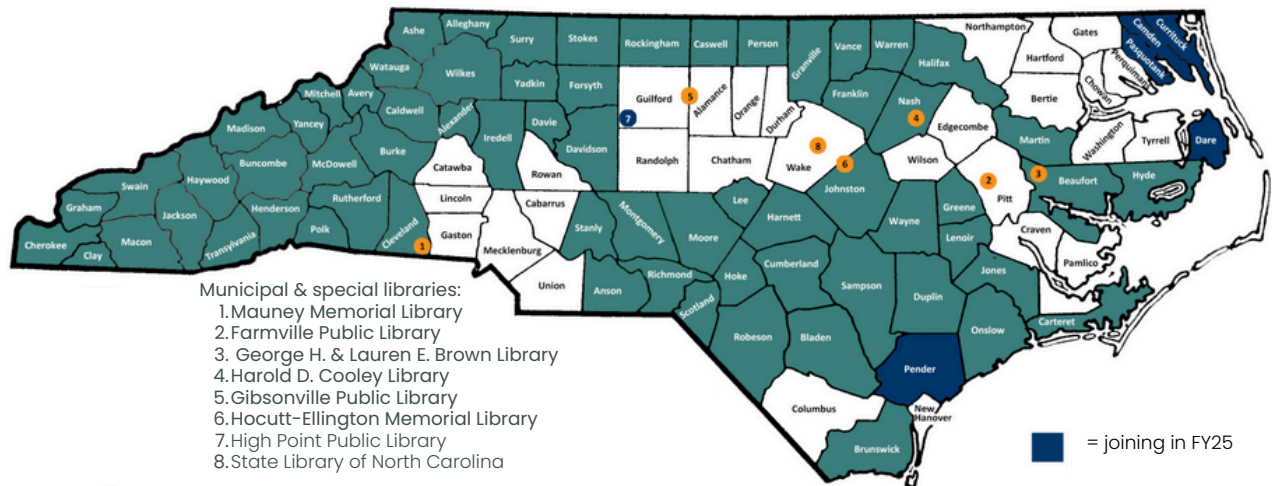 Ashe
Alleghany
Surry
Stokes
Rockingham
Caswell
Person
Granville
Vance
Warren
Northampton
Gates
Camden
Currituck
Pasquotank
Perquimans
Chowan
Hartford
Halifax
Bertie
Watauga
Wilkes
Yadkin
Forsyth
Guilford
5
Alamance
Orange
Durham
Franklin
Nash
4
Edgecombe
Martin
Washington
Tyrrell
Dare
Mitchell
Avery
Caldwell
Alexander
Iredell
Davie
Davidson
7
Randolph
Chatham
8
Wake
6
Wilson
Madison
Yancey
Burke
Catawba
Rowan
Johnston
2
Pitt
3
Beaufort
Hyde
Buncombe
McDowell
Haywood
Swain
Graham
Jackson
Henderson
Rutherford
Lincoln
Cabarrus
Lee
Harnett
Wayne
Greene
Craven
Cherokee
Clay
Macon
Transylvania
Polk
Cleveland
1
Gaston
Mecklenburg
Stanly
Montgomery
Moore
Lenoir
Pamlico
Jones
Union
Anson
Richmond
Scotland
Hoke
Cumberland
Sampson
Duplin
Onslow
Carteret
Robeson
Bladen
Pender
Columbus
New
Hanover
Brunswick
Municipal & special libraries:
1. Mauney Memorial Library
2. Farmville Public Library
3. George H. & Lauren E. Brown Library
4. Harold D. Cooley Library
5. Gibsonville Public Library
6. Hocutt-Ellington Memorial Library
7. High Point Public Library
8. State Library of North Carolina
= joining in FY25